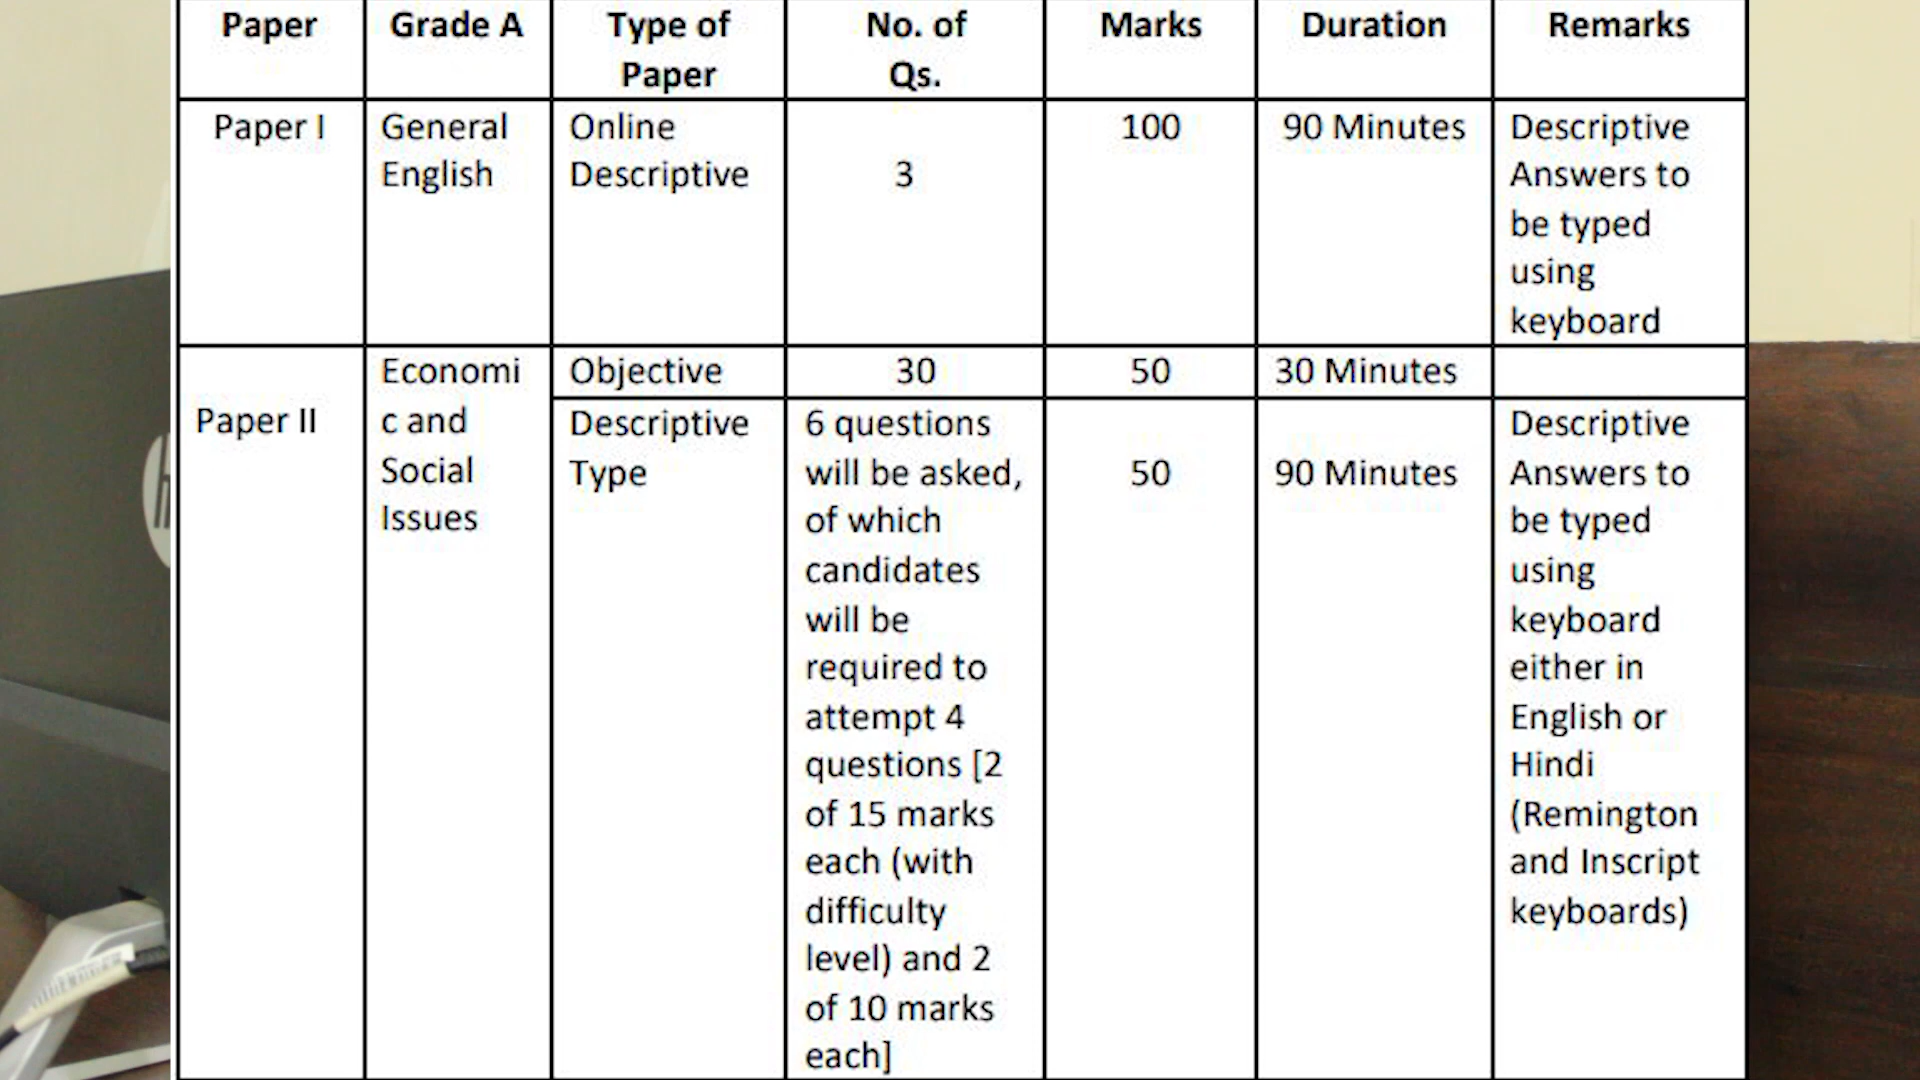 Paper Grade A Type of Paper No. of Qs. Marks Duration Remarks
Paper I
General
English
Online
Descriptive
3
100
90 Minutes
Descriptive
Answers to
be typed
using
keyboard
Paper II
Economi
c and
Social
Issues
Objective
30
50
30 Minutes
Descriptive
Type
6 questions
will be asked,
of which
candidates
will be
required to
attempt 4
questions [2
of 15 marks
each (with
difficulty
level) and 2
of 10 marks
each]
50
90 Minutes
Descriptive
Answers to
be typed
using
keyboard
either in
English or
Hindi
(Remington
and Inscript
keyboards)